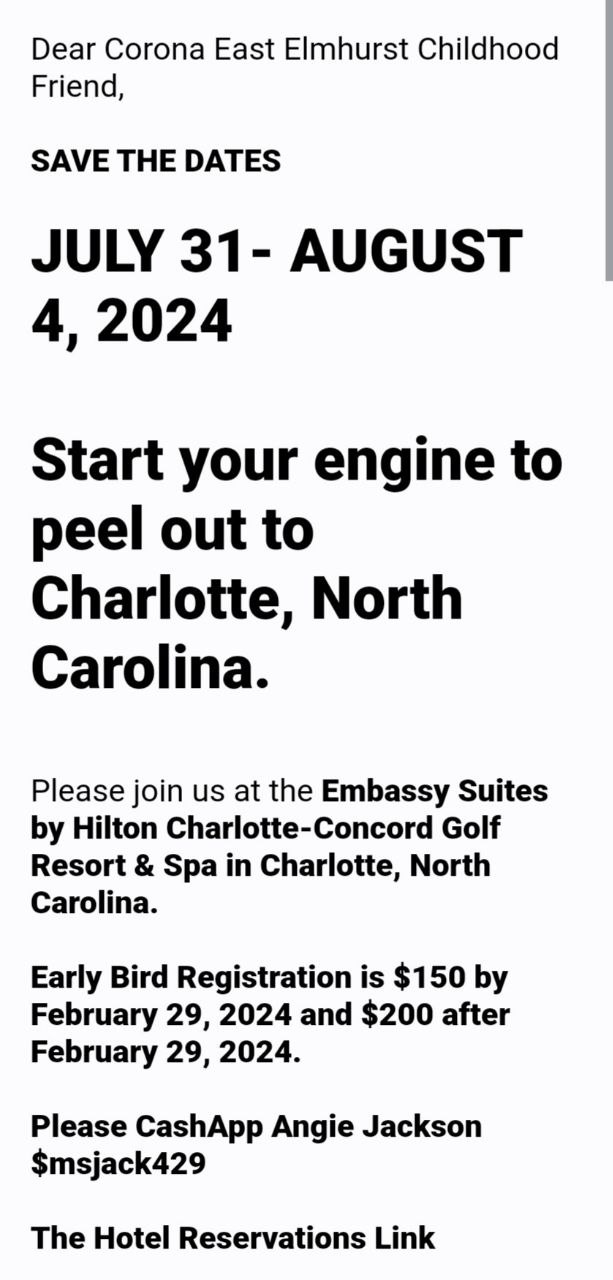 Dear Corona East Elmhurst Childhood
Friend,
SAVE THE DATES
JULY 31- AUGUST
4, 2024
Start your engine to
peel out to
Charlotte, North
Carolina.
Please join us at the Embassy Suites
by Hilton Charlotte-Concord Golf
Resort & Spa in Charlotte, North
Carolina.
Early Bird Registration is $150 by
February 29, 2024 and $200 after
February 29, 2024.
Please CashApp Angie Jackson
$msjack429
The Hotel Reservations Link